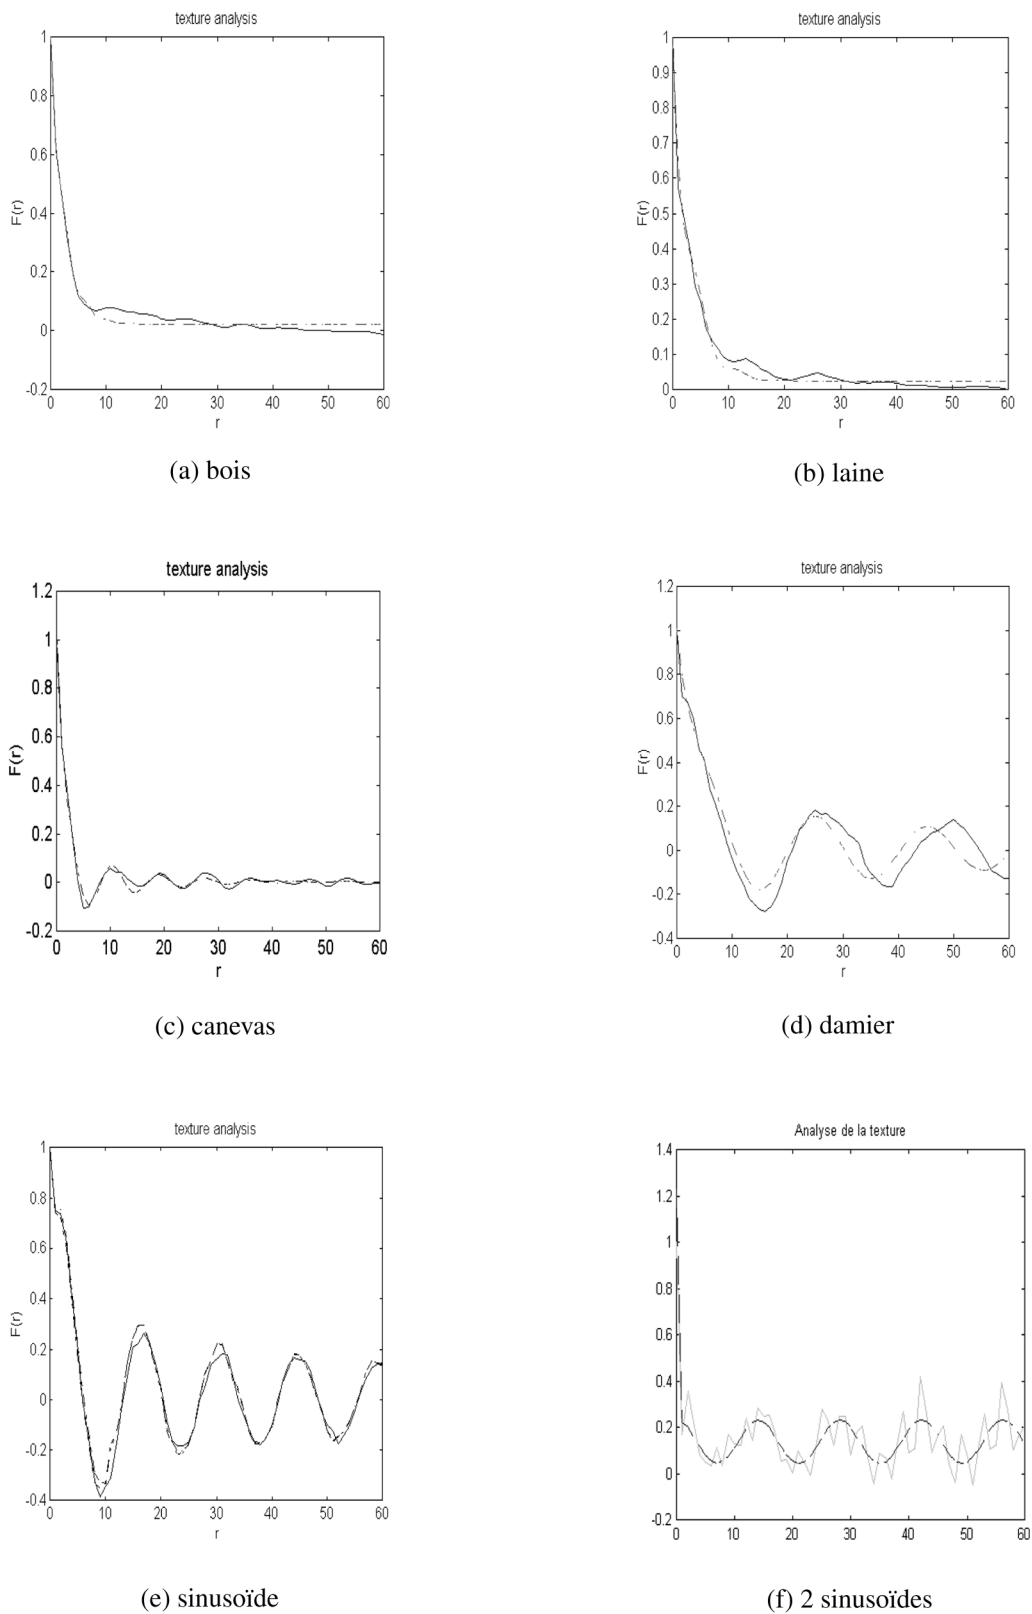 texture analysis
1
0.8
0.6
0.4
0.2
0
-0.2
F(r)
0 10 20 30 40 50 60
r
(a) bois
texture analysis
1
0.9
0.8
0.7
0.6
0.5
0.4
0.3
0.2
0.1
0
F(r)
0 10 20 30 40 50 60
r
(b) laine
texture analysis
1.2
1
0.8
0.6
0.4
0.2
0
-0.2
F(r)
0 10 20 30 40 50 60
r
(c) canevas
texture analysis
1.2
1
0.8
0.6
0.4
0.2
0
-0.2
-0.4
F(r)
0 10 20 30 40 50 60
r
(d) damier
texture analysis
1
0.8
0.6
0.4
0.2
0
-0.2
-0.4
F(r)
0 10 20 30 40 50 60
r
(e) sinusoïde
Analyse de la texture
1.4
1.2
1
0.8
0.6
0.4
0.2
0
-0.2
0 10 20 30 40 50 60
(f) 2 sinusoïdes